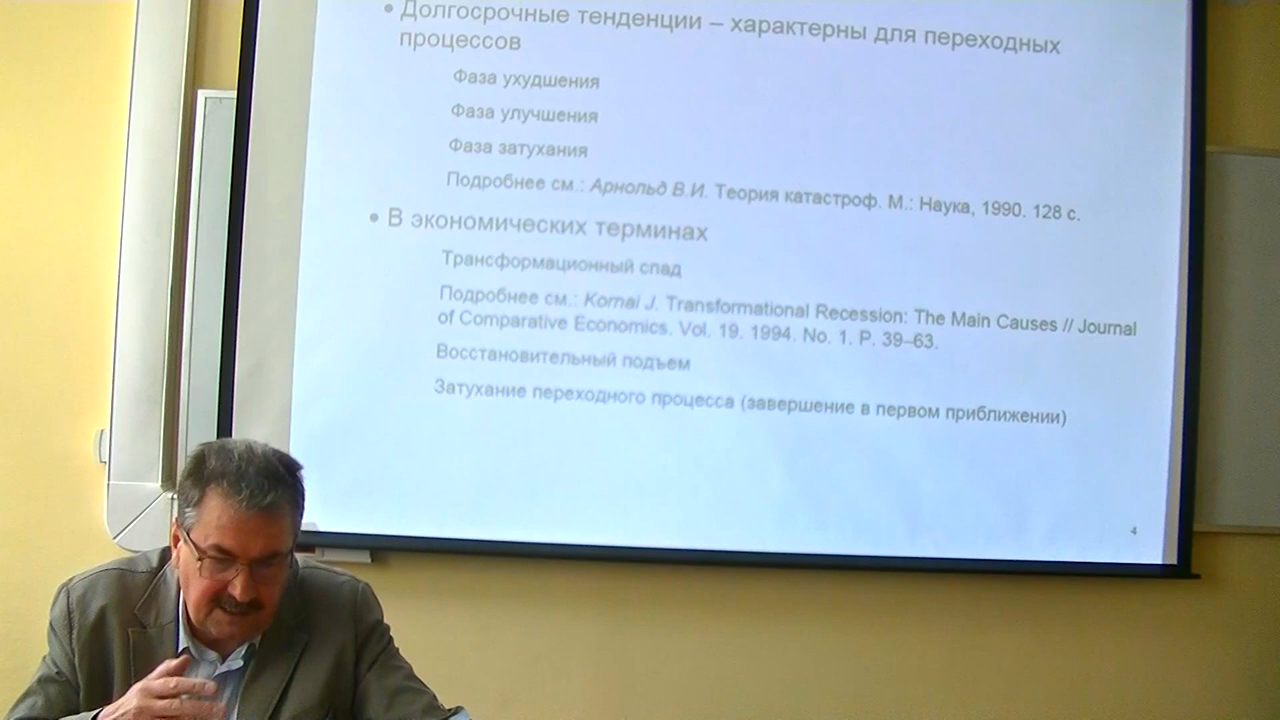 • Долгосрочные тенденции – характерны для переходных
процессов
Фаза ухудшения
Фаза улучшения
Фаза затухания
Подробнее см.: Арнольд В.И. Теория катастроф. М.: Наука, 1990. 128 с.
• В экономических терминах
Трансформационный спад
Подробнее см.: Kornai J. Transformational Recession: The Main Causes // Journal
of Comparative Economics. Vol. 19. 1994. No. 1. P. 39–63.
Восстановительный подъем
Затухание переходного процесса (завершение в первом приближении)
4